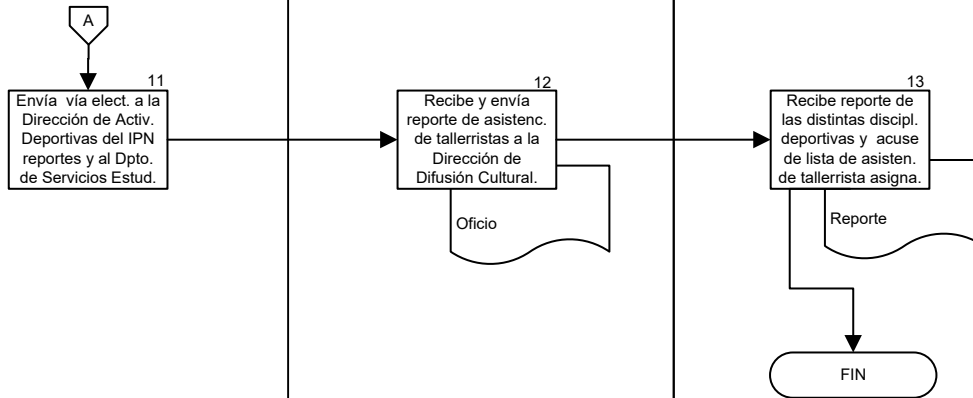 A
11
Envía vía elect. a la
Dirección de Activ.
Deportivas del IPN
reportes y al Dpto.
de Servicios Estud.
12
Recibe y envía
reporte de asistenc.
de tallerristas a la
Dirección de
Difusión Cultural.
Oficio
13
Recibe reporte de
las distintas discipl.
deportivas y acuse
de lista de asisten.
de tallerrista asigna.
Reporte
FIN